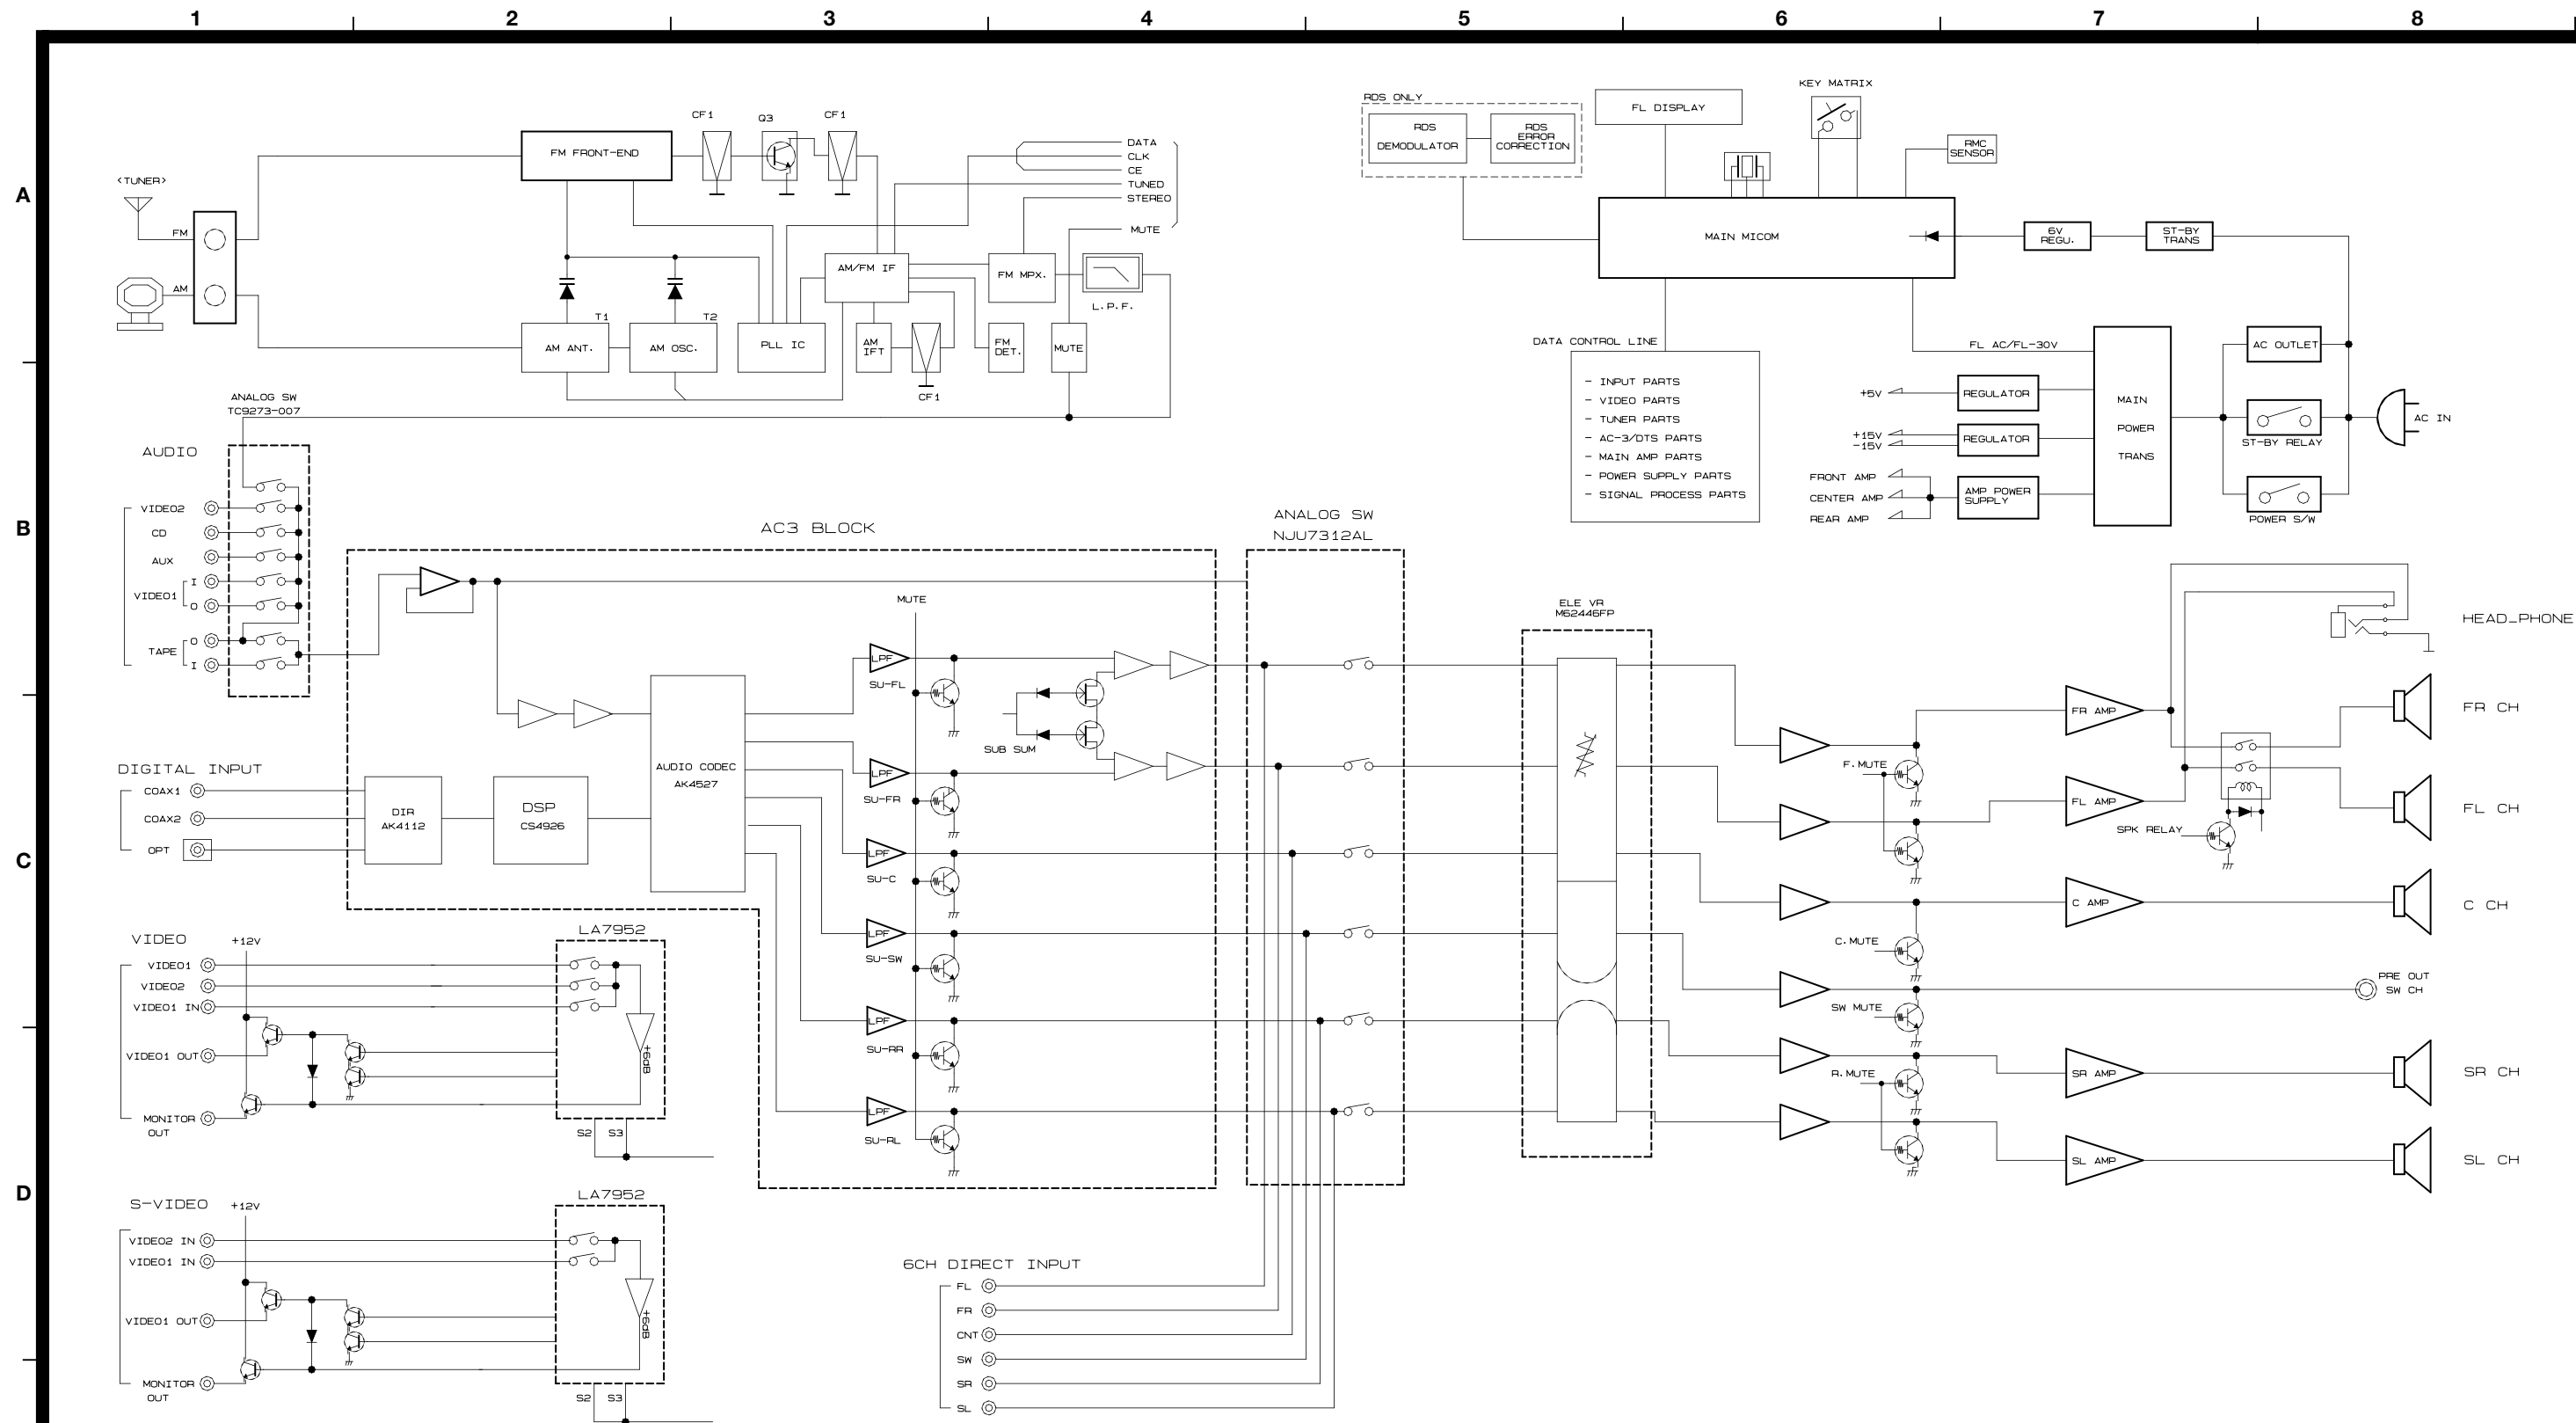 1 2 3 4 5 6 7 8
A
B
C
D
<TUNER>
FM
AM
FM FRONT-END
CF1
Q3
CF1
DATA
CLK
CE
TUNED
STEREO
MUTE
T1
AM ANT.
T2
AM OSC.
PLL IC
AM/FM IF
AM
IFT
CF1
FM MPX.
FM
DET.
MUTE
L.P.F.
RDS ONLY
RDS
DEMODULATOR
RDS
ERROR
CORRECTION
FL DISPLAY
KEY MATRIX
RMC
SENSOR
MAIN MICOM
6V
REGU.
ST-BY
TRANS
DATA CONTROL LINE
- INPUT PARTS
- VIDEO PARTS
- TUNER PARTS
- AC-3/DTS PARTS
- MAIN AMP PARTS
- POWER SUPPLY PARTS
- SIGNAL PROCESS PARTS
FL AC/FL-30V
+5V
REGULATOR
+15V
-15V
REGULATOR
FRONT AMP
CENTER AMP
REAR AMP
AMP POWER
SUPPLY
MAIN
POWER
TRANS
AC OUTLET
ST-BY RELAY
POWER S/W
AC IN
ANALOG SW
TC9273-007
AUDIO
VIDEO2
CD
AUX
VIDEO1
I
O
TAPE
O
I
AC3 BLOCK
MUTE
LPF
SU-FL
LPF
SU-FR
LPF
SU-C
LPF
SU-SW
LPF
SU-RR
LPF
SU-RL
SUB SUM
AUDIO CODEC
AK4527
DIGITAL INPUT
COAX1
COAX2
OPT
DIR
AK4112
DSP
CS4926
ANALOG SW
NJU7312AL
ELE VR
M62446FP
F.MUTE
C.MUTE
SW MUTE
R.MUTE
FR AMP
FL AMP
C AMP
SR AMP
SL AMP
SPK RELAY
HEAD_PHONE
FR CH
FL CH
C CH
PRE OUT
SW CH
SR CH
SL CH
VIDEO
+12V
LA7952
VIDEO1
VIDEO2
VIDEO1 IN
VIDEO1 OUT
MONITOR
OUT
+6dB
S2
S3
S-VIDEO
+12V
LA7952
VIDEO2 IN
VIDEO1 IN
VIDEO1 OUT
MONITOR
OUT
+6dB
S2
S3
6CH DIRECT INPUT
FL
FR
CNT
SW
SR
SL